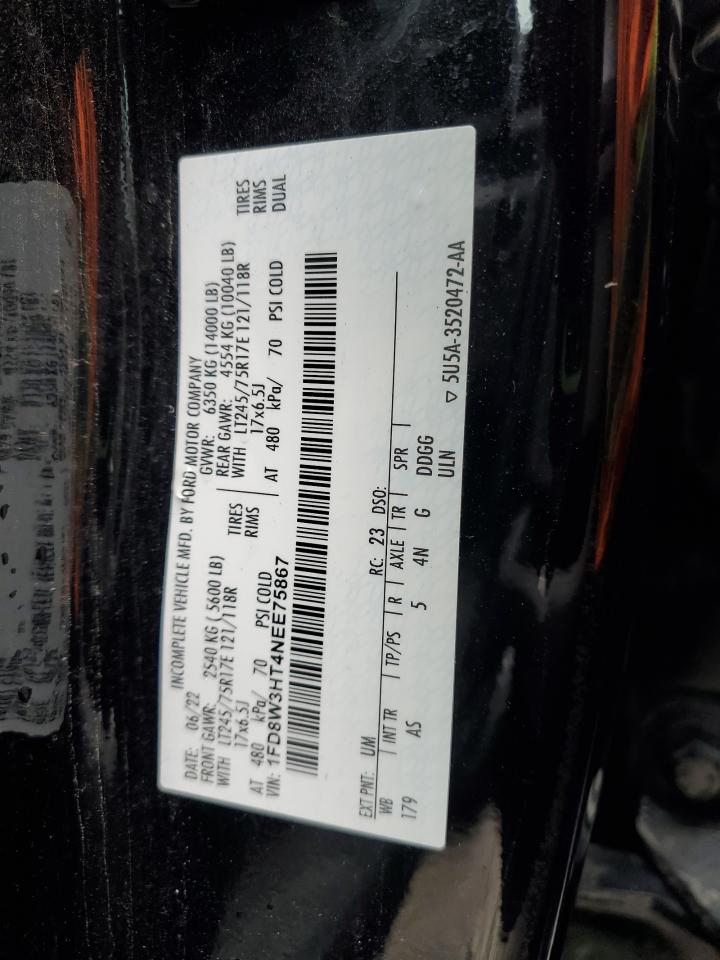 INCOMPLETE VEHICLE MFD. BY FORD MOTOR COMPANY
DATE: 06/22 GVWR: 6350 KG (14000 LB)
FRONT GAWR: 2540 KG ( 5600 LB) REAR GAWR: 4554 KG (10040 LB)
WITH LT245/75R17E 121/118R TIRES WITH LT245/75R17E 121/118R TIRES
17x6.5J RIMS 17x6.5J RIMS
AT 480 kPa/ 70 PSI COLD AT 480 kPa/ 70 PSI COLD DUAL
VIN: 1FD8W3HT4NEE75867
EXT PNT: UM RC: 23 DSO:
WB INT TR TP/PS R AXLE TR SPR
179 AS 5 4N G DDGG
ULN
▽ 5U5A-3520472-AA